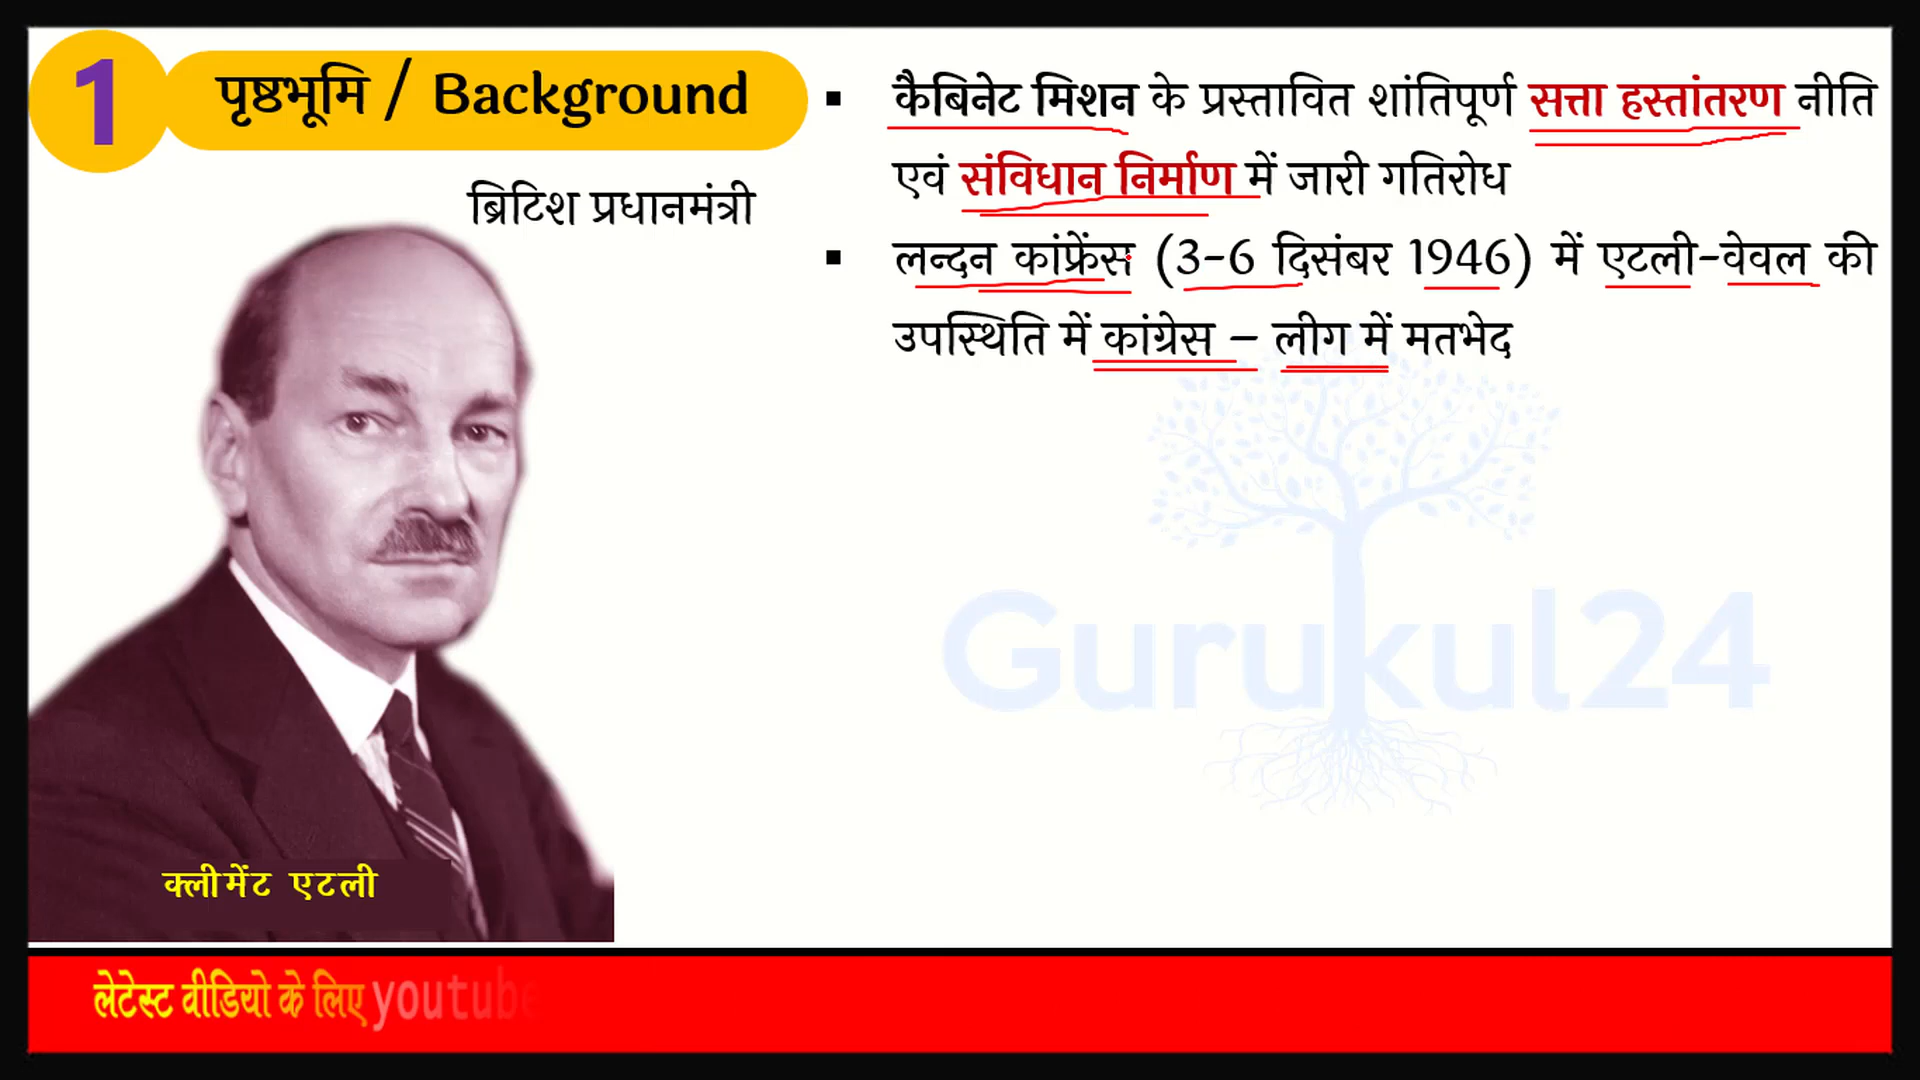 1
पृष्ठभूमि / Background
ब्रिटिश प्रधानमंत्री
▪ कैबिनेट मिशन के प्रस्तावित शांतिपूर्ण सत्ता हस्तांतरण नीति
एवं संविधान निर्माण में जारी गतिरोध
▪ लन्दन कांफ्रेंस (3-6 दिसंबर 1946) में एटली-वेवल की
उपस्थिति में कांग्रेस – लीग में मतभेद
Gurukul24
क्लीमेंट एटली
लेटेस्ट वीडियो के लिए youtube